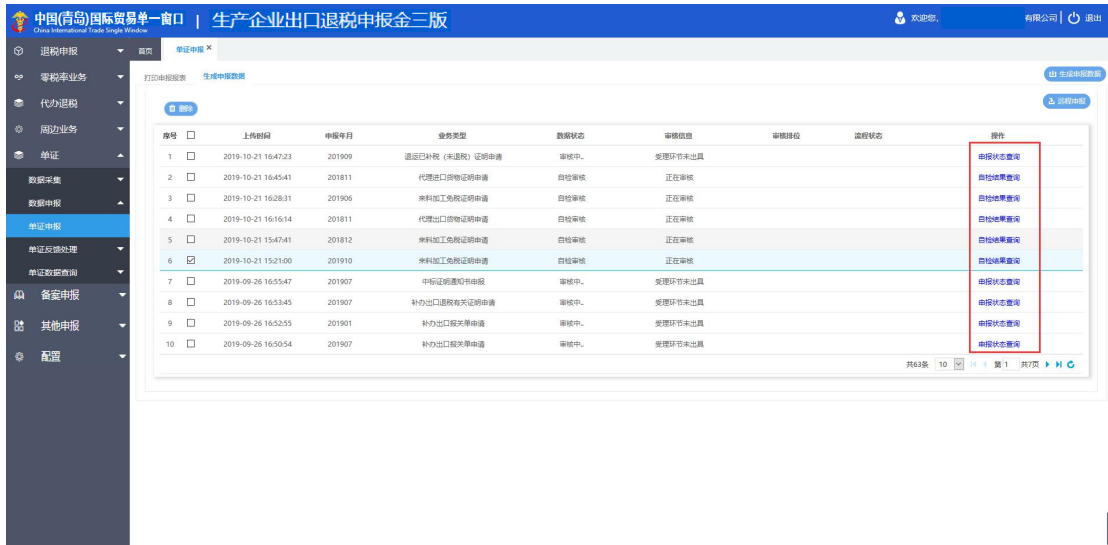 中国(青岛)国际贸易单一窗口 | 生产企业出口退税申报金三版 欢迎您, 有限公司 | 退出
China International Trade Single Window
退税申报 首页 单证申报 ×
零税率业务 打印申报报表 生成申报数据 生成申报数据
代办退税 删除 远程申报
周边业务
单证
数据采集
数据申报
单证申报
单证反馈处理
单证数据查询
备案申报
其他申报
配置
序号 上传时间 申报年月 业务类型 数据状态 审核信息 审核排位 流程状态 操作
1 2019-10-21 16:47:23 201909 退运已补税（未退税）证明申请 审核中.. 受理环节未出具 申报状态查询
2 2019-10-21 16:45:41 201811 代理进口货物证明申请 自检审核 正在审核 自检结果查询
3 2019-10-21 16:28:31 201906 来料加工免税证明申请 自检审核 正在审核 自检结果查询
4 2019-10-21 16:16:14 201811 代理出口货物证明申请 自检审核 正在审核 自检结果查询
5 2019-10-21 15:47:41 201812 来料加工免税证明申请 自检审核 正在审核 自检结果查询
6 2019-10-21 15:21:00 201910 来料加工免税证明申请 自检审核 正在审核 自检结果查询
7 2019-09-26 16:55:47 201907 中标证明通知书申报 审核中.. 受理环节未出具 申报状态查询
8 2019-09-26 16:53:45 201907 补办出口退税有关证明申请 审核中.. 受理环节未出具 申报状态查询
9 2019-09-26 16:52:55 201901 补办出口报关单申请 审核中.. 受理环节未出具 申报状态查询
10 2019-09-26 16:50:54 201907 补办出口报关单申请 审核中.. 受理环节未出具 申报状态查询
共63条 10 第 1 共7页